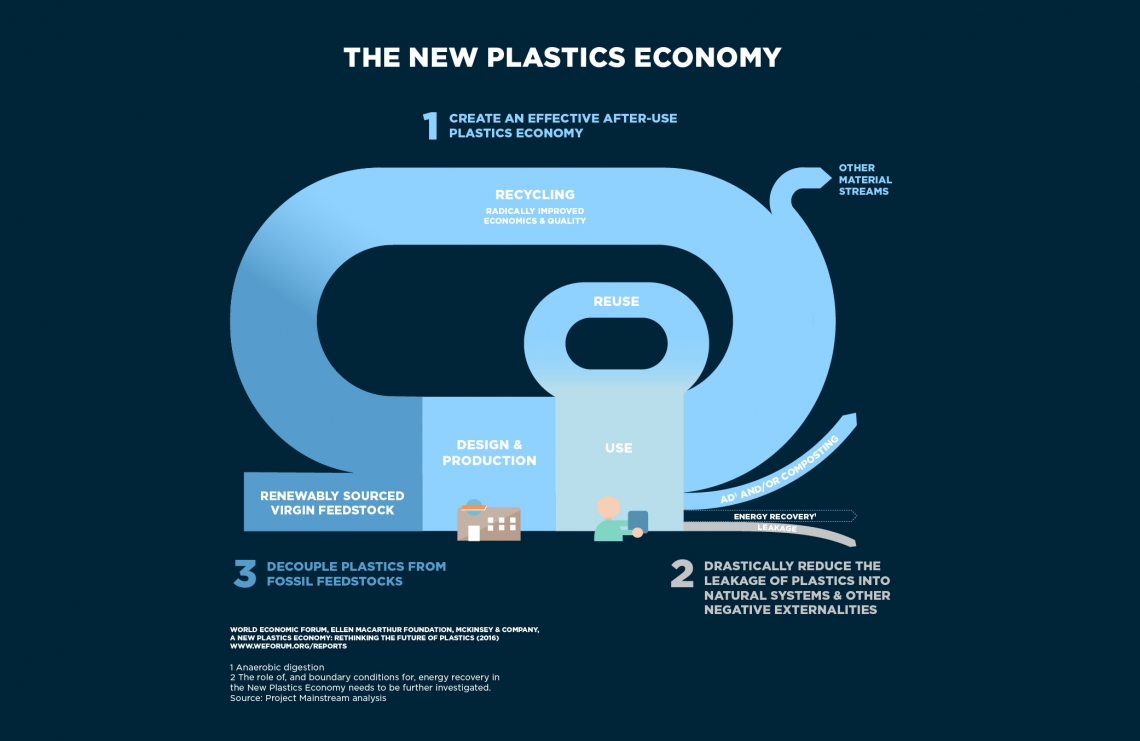 THE NEW PLASTICS ECONOMY
1 CREATE AN EFFECTIVE AFTER-USE
PLASTICS ECONOMY
OTHER
MATERIAL
STREAMS
RECYCLING
RADICALLY IMPROVED
ECONOMICS & QUALITY
REUSE
DESIGN &
PRODUCTION
USE
RENEWABLY SOURCED
VIRGIN FEEDSTOCK
AD¹ AND/OR COMPOSTING
ENERGY RECOVERY¹
LEAKAGE
3 DECOUPLE PLASTICS FROM
FOSSIL FEEDSTOCKS
2 DRASTICALLY REDUCE THE
LEAKAGE OF PLASTICS INTO
NATURAL SYSTEMS & OTHER
NEGATIVE EXTERNALITIES
WORLD ECONOMIC FORUM, ELLEN MACARTHUR FOUNDATION, MCKINSEY & COMPANY,
A NEW PLASTICS ECONOMY: RETHINKING THE FUTURE OF PLASTICS (2016)
WWW.WEFORUM.ORG/REPORTS
1 Anaerobic digestion
2 The role of, and boundary conditions for, energy recovery in
the New Plastics Economy needs to be further investigated.
Source: Project Mainstream analysis